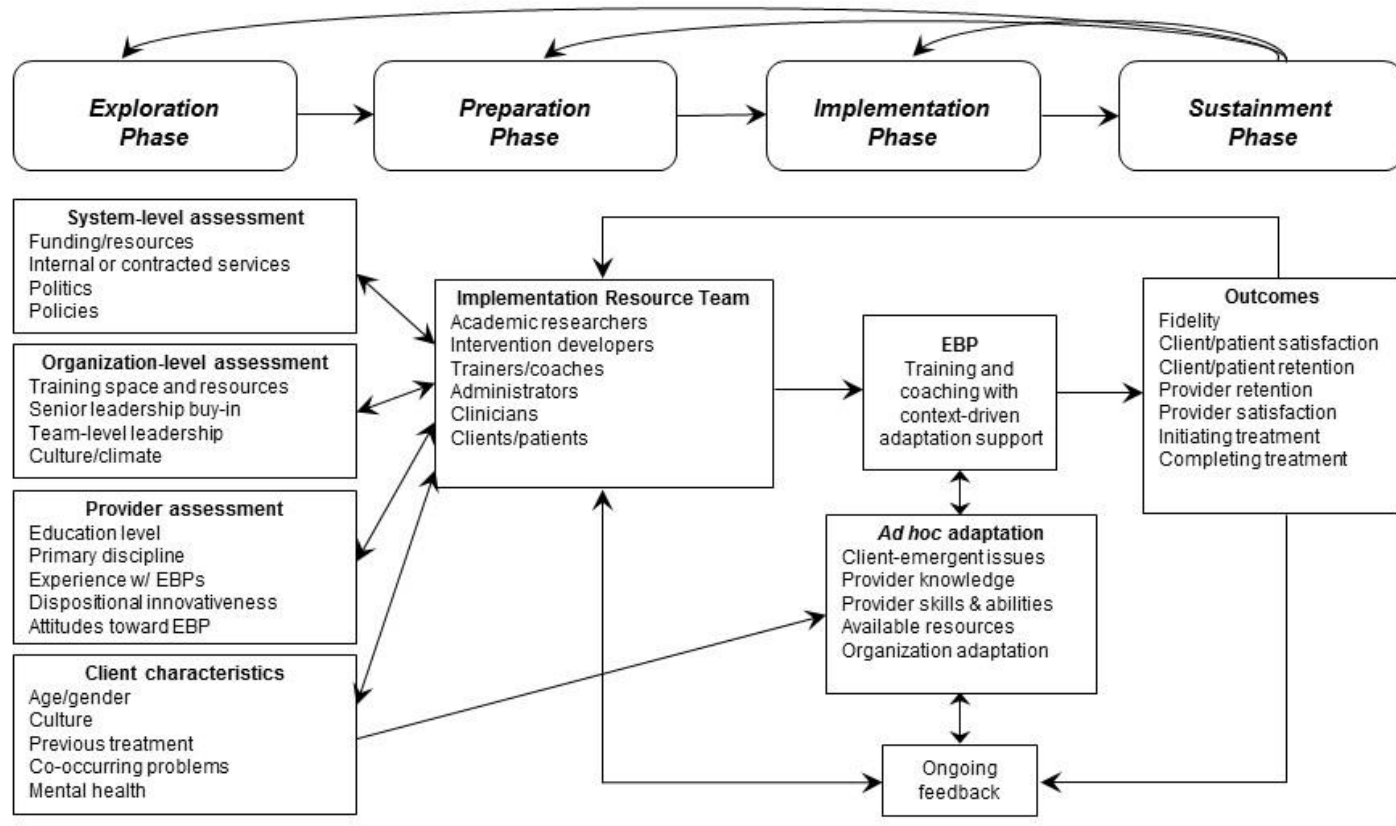 Exploration
Phase
Preparation
Phase
Implementation
Phase
Sustainment
Phase
System-level assessment
Funding/resources
Internal or contracted services
Politics
Policies
Organization-level assessment
Training space and resources
Senior leadership buy-in
Team-level leadership
Culture/climate
Provider assessment
Education level
Primary discipline
Experience w/ EBPs
Dispositional innovativeness
Attitudes toward EBP
Client characteristics
Age/gender
Culture
Previous treatment
Co-occurring problems
Mental health
Implementation Resource Team
Academic researchers
Intervention developers
Trainers/coaches
Administrators
Clinicians
Clients/patients
EBP
Training and
coaching with
context-driven
adaptation support
Ad hoc adaptation
Client-emergent issues
Provider knowledge
Provider skills & abilities
Available resources
Organization adaptation
Ongoing
feedback
Outcomes
Fidelity
Client/patient satisfaction
Client/patient retention
Provider retention
Provider satisfaction
Initiating treatment
Completing treatment